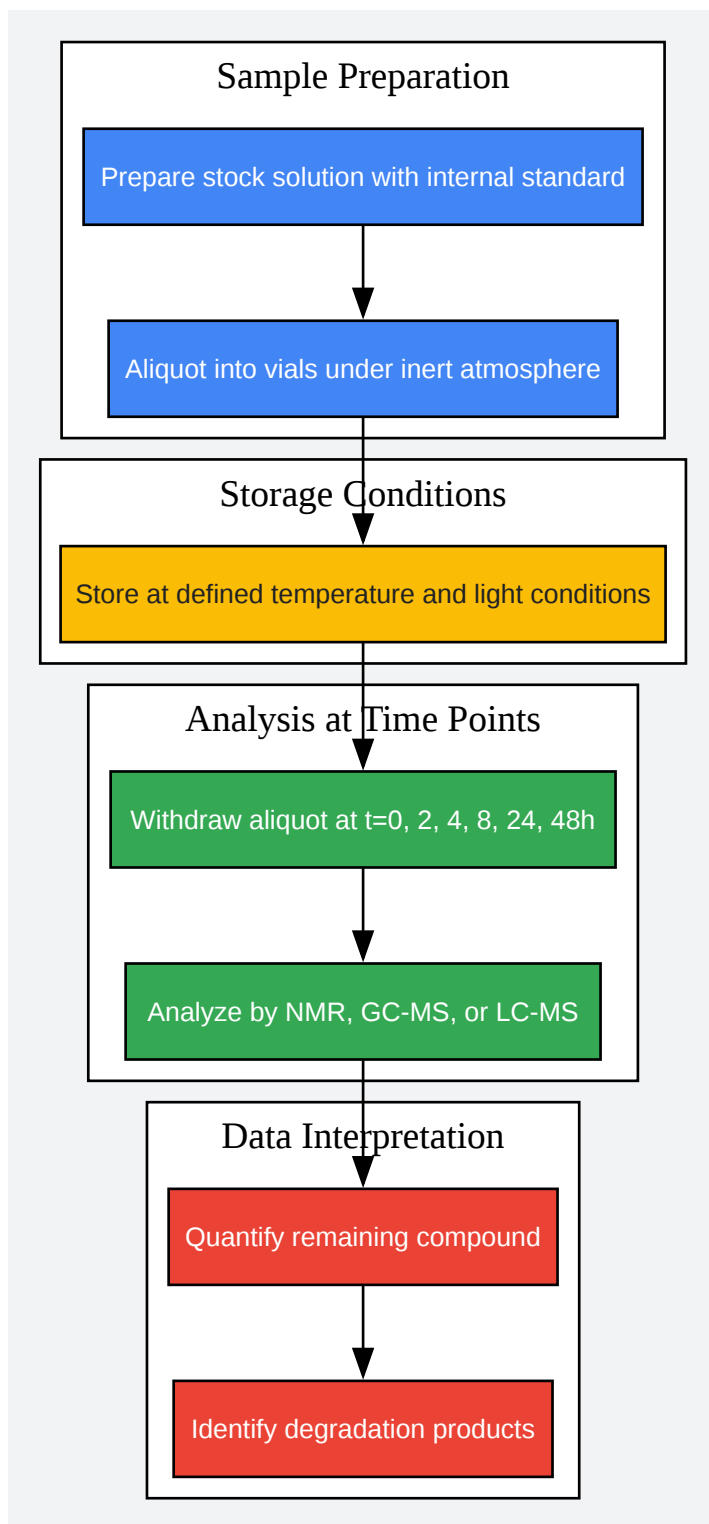 Sample Preparation
Prepare stock solution with internal standard
Aliquot into vials under inert atmosphere
Storage Conditions
Store at defined temperature and light conditions
Analysis at Time Points
Withdraw aliquot at t=0, 2, 4, 8, 24, 48h
Analyze by NMR, GC-MS, or LC-MS
Data Interpretation
Quantify remaining compound
Identify degradation products